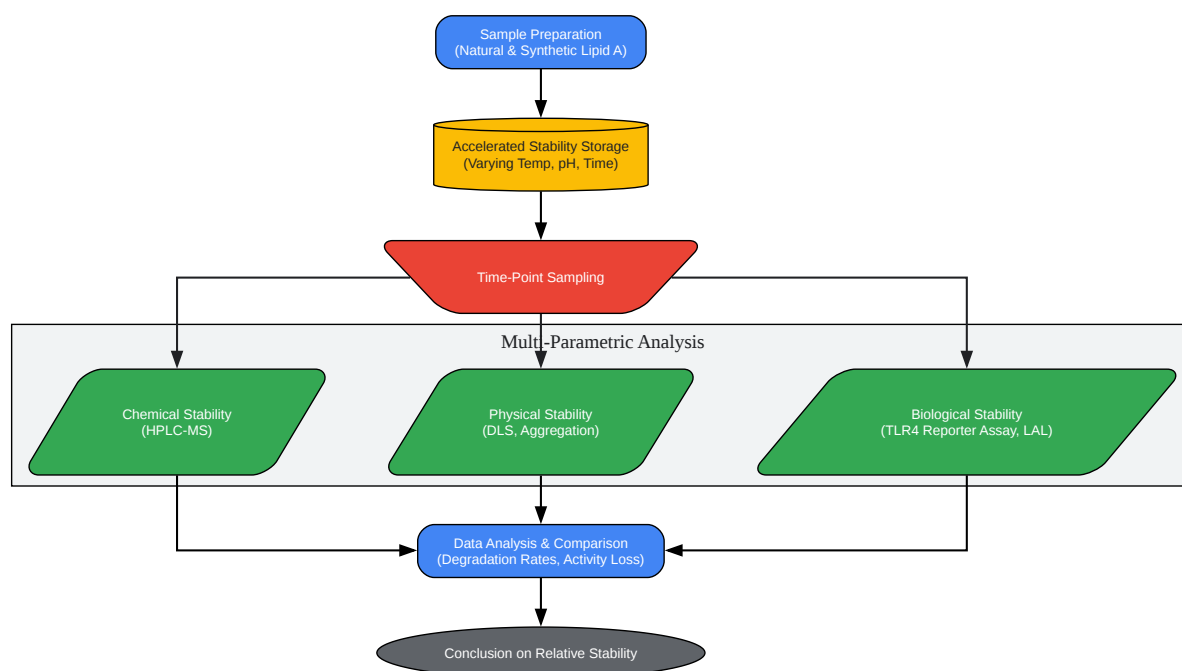 Sample Preparation
(Natural & Synthetic Lipid A)
Accelerated Stability Storage
(Varying Temp, pH, Time)
Time-Point Sampling
Multi-Parametric Analysis
Chemical Stability
(HPLC-MS)
Physical Stability
(DLS, Aggregation)
Biological Stability
(TLR4 Reporter Assay, LAL)
Data Analysis & Comparison
(Degradation Rates, Activity Loss)
Conclusion on Relative Stability